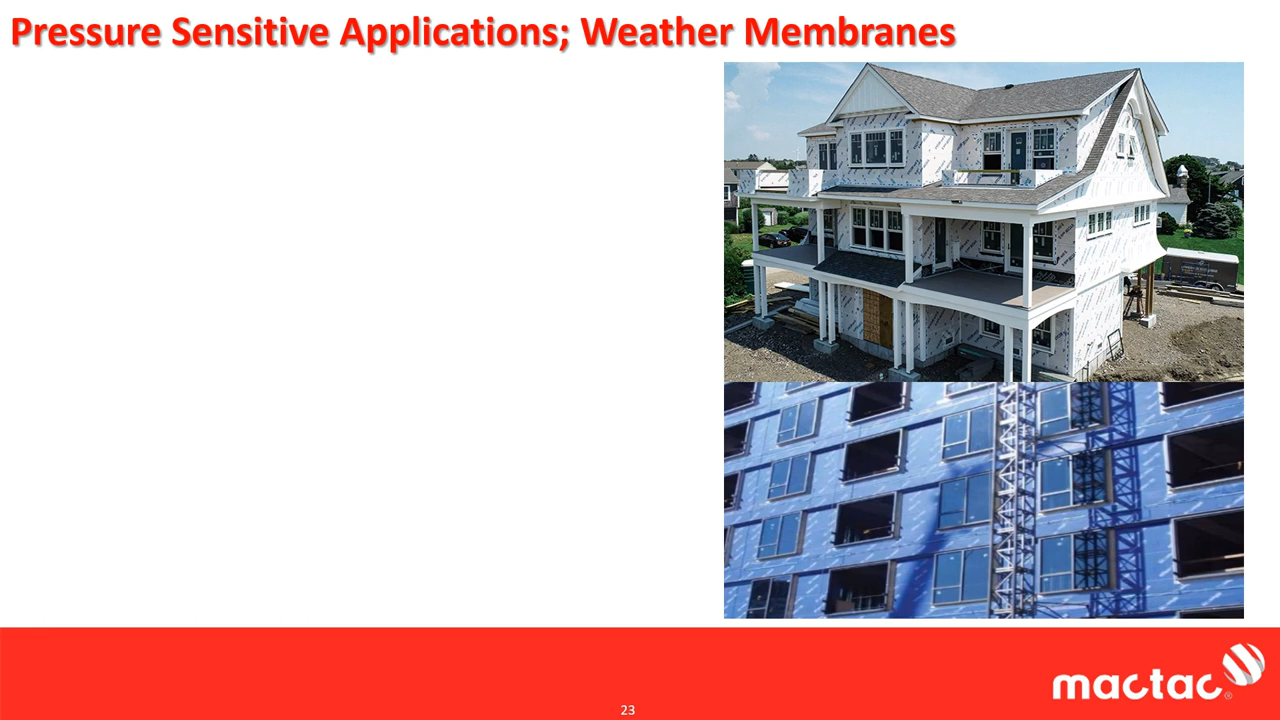 Pressure Sensitive Applications; Weather Membranes
mactac
®
23